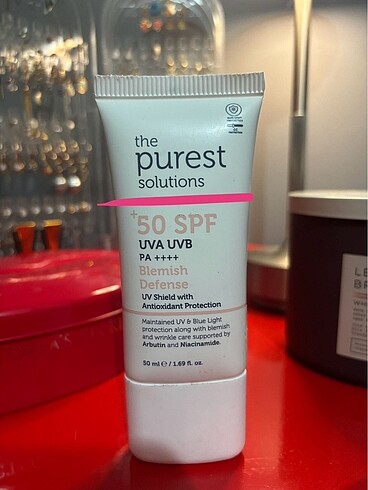 the
purest
solutions
+50 SPF
UVA UVB
PA ++++
Blemish
Defense
UV Shield with
Antioxidant Protection
Maintained UV & Blue Light
protection along with blemish
and wrinkle care supported by
Arbutin and Niacinamide.
50 ml ℮ / 1.69 fl. oz.